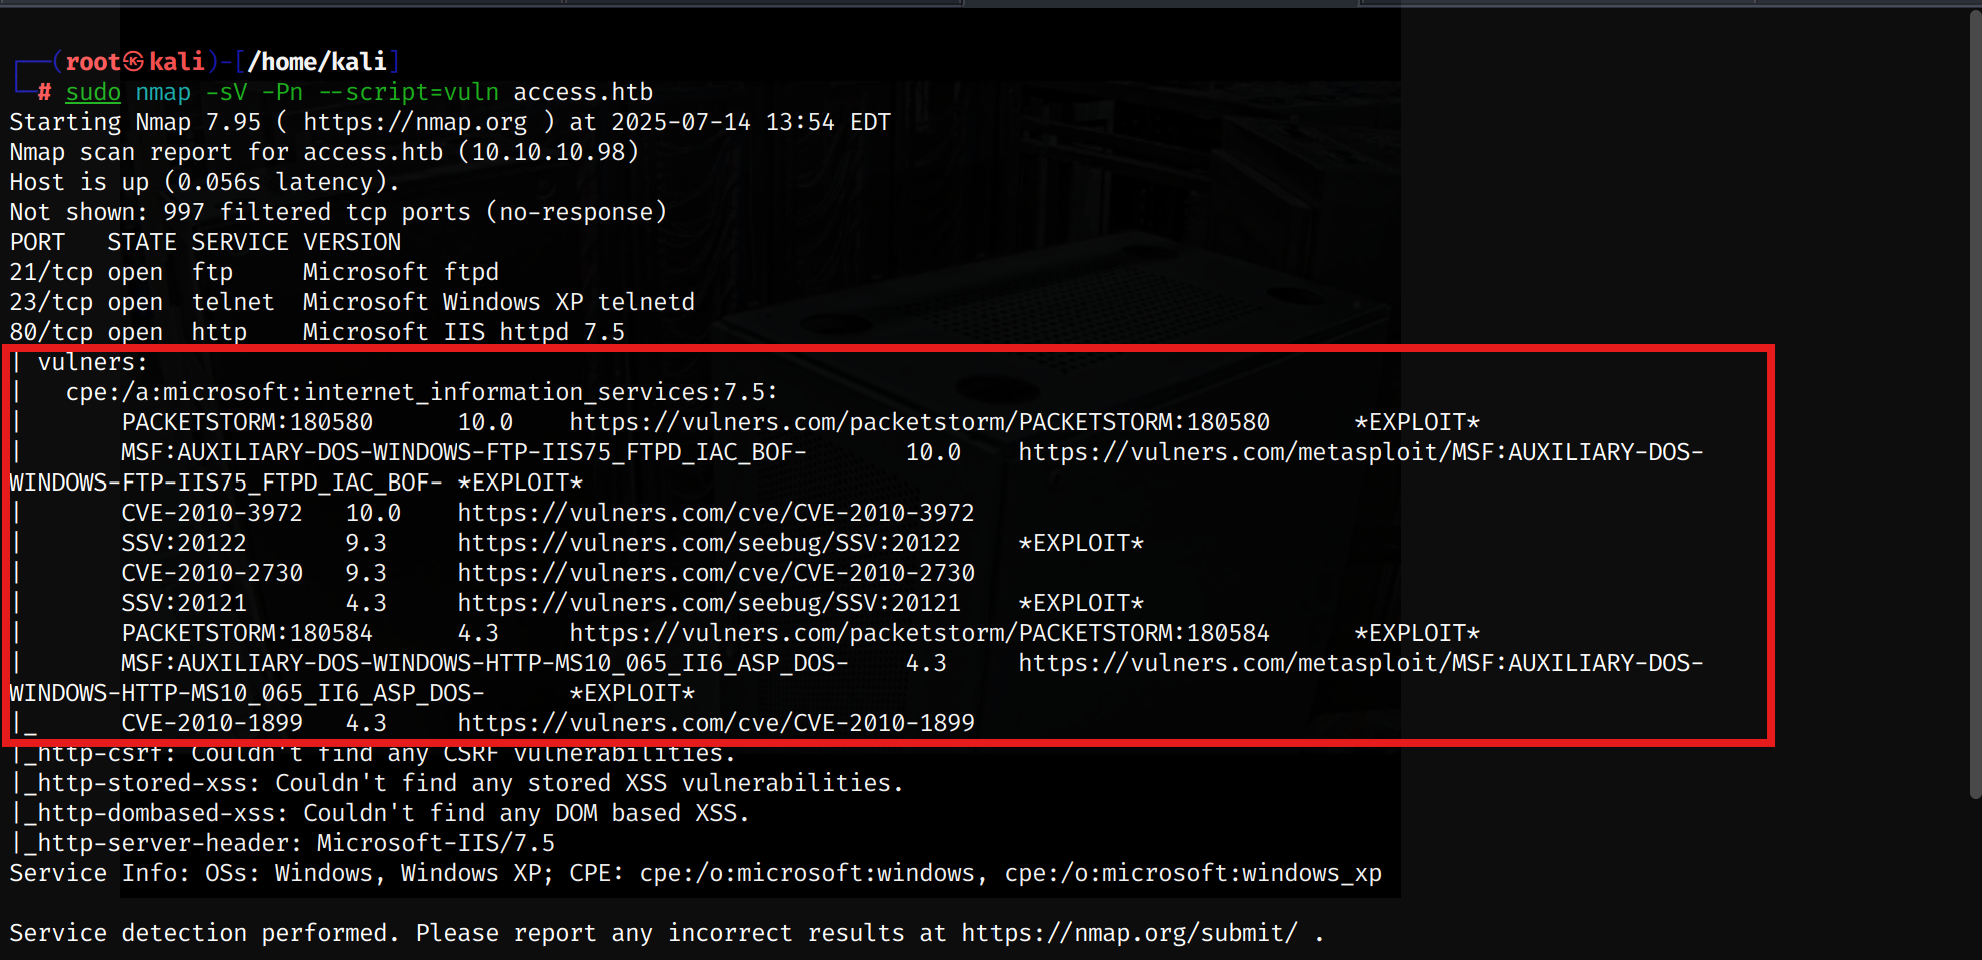 ┌──(root㉿kali)-[/home/kali]
└─# sudo nmap -sV -Pn --script=vuln access.htb
Starting Nmap 7.95 ( https://nmap.org ) at 2025-07-14 13:54 EDT
Nmap scan report for access.htb (10.10.10.98)
Host is up (0.056s latency).
Not shown: 997 filtered tcp ports (no-response)
PORT   STATE SERVICE VERSION
21/tcp open  ftp     Microsoft ftpd
23/tcp open  telnet  Microsoft Windows XP telnetd
80/tcp open  http    Microsoft IIS httpd 7.5
| vulners:
|   cpe:/a:microsoft:internet_information_services:7.5:
|       PACKETSTORM:180580      10.0    https://vulners.com/packetstorm/PACKETSTORM:180580      *EXPLOIT*
|       MSF:AUXILIARY-DOS-WINDOWS-FTP-IIS75_FTPD_IAC_BOF-       10.0    https://vulners.com/metasploit/MSF:AUXILIARY-DOS-
WINDOWS-FTP-IIS75_FTPD_IAC_BOF- *EXPLOIT*
|       CVE-2010-3972   10.0    https://vulners.com/cve/CVE-2010-3972
|       SSV:20122       9.3     https://vulners.com/seebug/SSV:20122    *EXPLOIT*
|       CVE-2010-2730   9.3     https://vulners.com/cve/CVE-2010-2730
|       SSV:20121       4.3     https://vulners.com/seebug/SSV:20121    *EXPLOIT*
|       PACKETSTORM:180584      4.3     https://vulners.com/packetstorm/PACKETSTORM:180584      *EXPLOIT*
|       MSF:AUXILIARY-DOS-WINDOWS-HTTP-MS10_065_II6_ASP_DOS-    4.3     https://vulners.com/metasploit/MSF:AUXILIARY-DOS-
WINDOWS-HTTP-MS10_065_II6_ASP_DOS-      *EXPLOIT*
|_      CVE-2010-1899   4.3     https://vulners.com/cve/CVE-2010-1899
|_http-csrf: Couldn't find any CSRF vulnerabilities.
|_http-stored-xss: Couldn't find any stored XSS vulnerabilities.
|_http-dombased-xss: Couldn't find any DOM based XSS.
|_http-server-header: Microsoft-IIS/7.5
Service Info: OSs: Windows, Windows XP; CPE: cpe:/o:microsoft:windows, cpe:/o:microsoft:windows_xp
Service detection performed. Please report any incorrect results at https://nmap.org/submit/ .